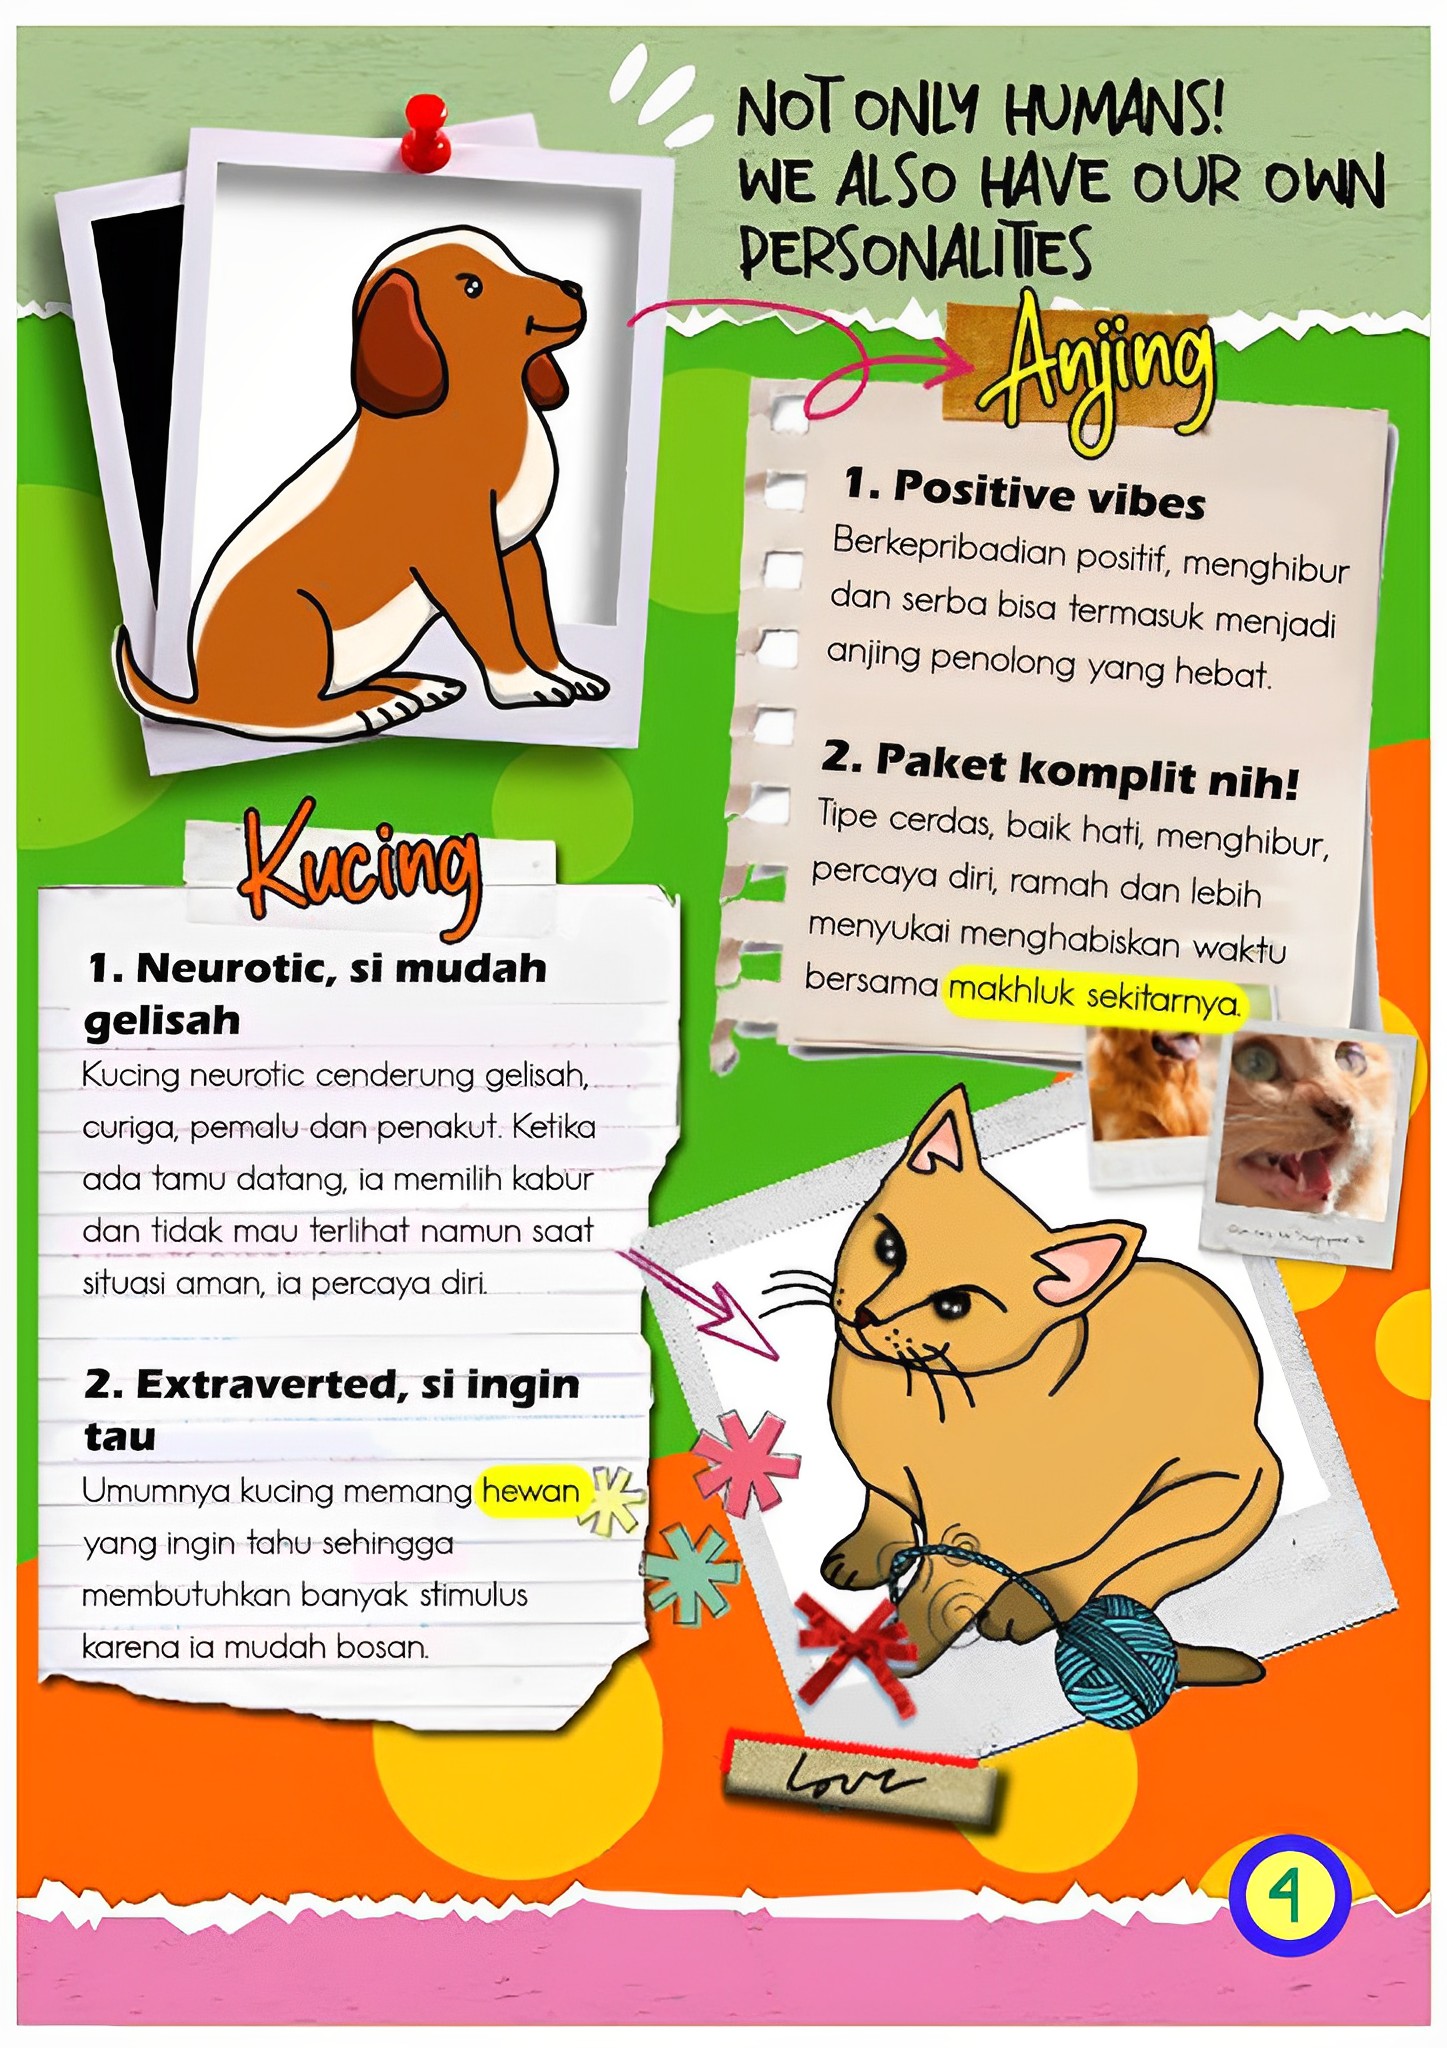 NOT ONLY HUMANS!
WE ALSO HAVE OUR OWN
PERSONALITIES
Anjing
1. Positive vibes
Berkepribadian positif, menghibur
dan serba bisa termasuk menjadi
anjing penolong yang hebat.
2. Paket komplit nih!
Tipe cerdas, baik hati, menghibur,
percaya diri, ramah dan lebih
menyukai menghabiskan waktu
bersama makhluk sekitarnya.
Kucing
1. Neurotic, si mudah
gelisah
Kucing neurotic cenderung gelisah,
curiga, pemalu dan penakut. Ketika
ada tamu datang, ia memilih kabur
dan tidak mau terlihat namun saat
situasi aman, ia percaya diri.
2. Extraverted, si ingin
tau
Umumnya kucing memang hewan
yang ingin tahu sehingga
membutuhkan banyak stimulus
karena ia mudah bosan.
Love
4